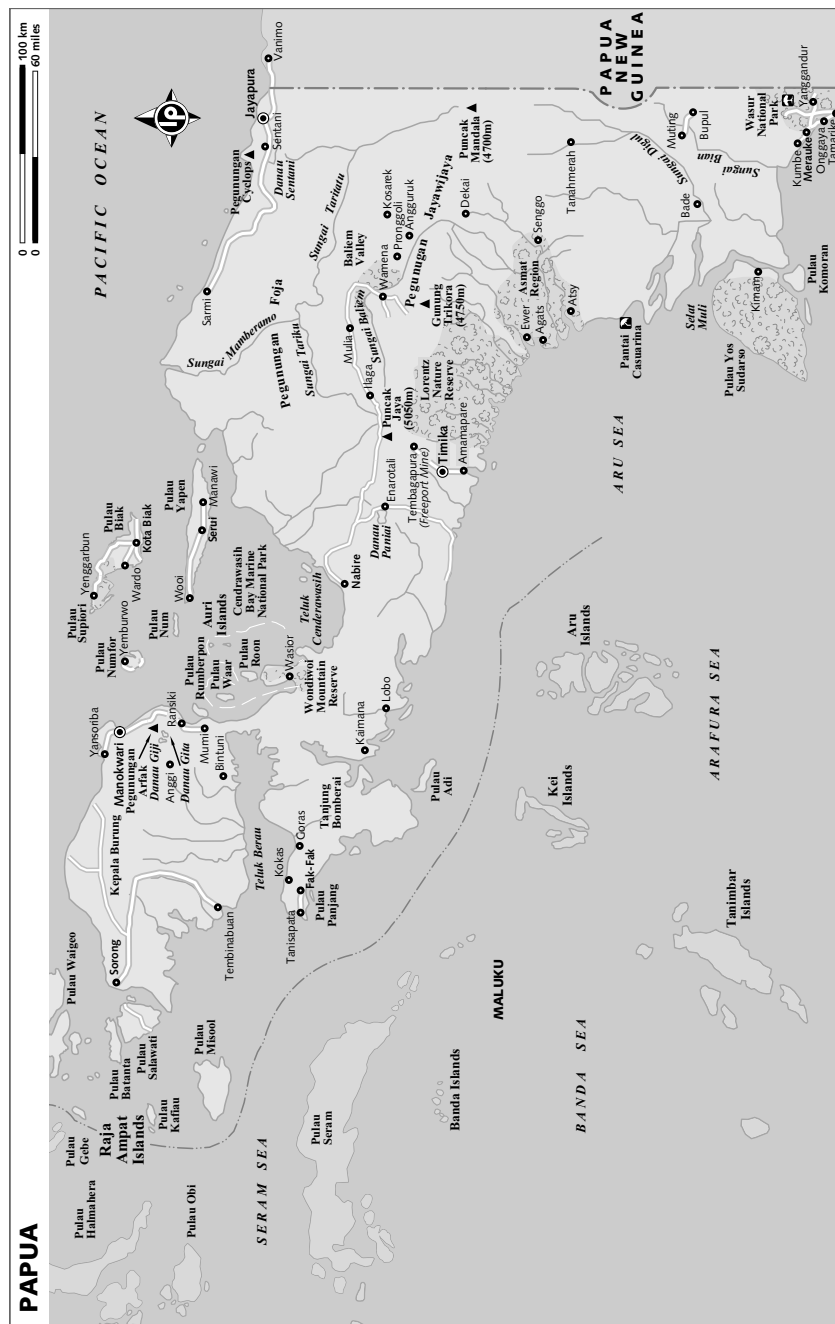 PAPUA
0
100 km
0
60 miles
PACIFIC OCEAN
LP
Pulau
Halmahera
Pulau
Gebe
Raja
Ampat
Islands
Pulau Waigeo
Pulau
Batanta
Pulau
Salawati
Pulau
Kafiau
Pulau Obi
Pulau
Misool
SERAM SEA
Sorong
Kepala Burung
Tembinabuan
Yansoriba
Manokwari
Pegunungan
Arfak
Danau Giji
Anggi
Danau Gita
Ransiki
Mumi
Bintuni
Teluk Berau
Pulau
Supiori
Yenggarbun
Pulau
Biak
Kota Biak
Wardo
Pulau
Numfor
Yemburwo
Pulau
Num
Wooi
Pulau
Yapen
Serui
Manawi
Pulau
Rumberpon
Pulau
Waar
Pulau
Roon
Auri
Islands
Cendrawasih
Bay Marine
National Park
Wasior
Wondiwoi
Mountain
Reserve
Teluk
Cenderawasih
Kokas
Goras
Fak-Fak
Tanisapata
Pulau
Panjang
Tanjung
Bomberai
Kaimana
Lobo
Pulau
Adi
Nabire
Danau
Paniai
Enarotali
Sarmi
Sungai Mamberamo
Pegunungan
Foja
Sungai Tariku
Sungai Taritatu
Pegunungan
Cyclops
Jayapura
Sentani
Danau
Sentani
Vanimo
Ilaga
Mulia
Sungai Baliem
Baliem
Valley
Wamena
Kosarek
Pronggoli
Angguruk
Pegunugan
Jayawijaya
Puncak
Jaya
(5050m)
Gunung
Trikora
(4750m)
Puncak
Mandala
(4700m)
Dekai
Tembagapura
(Freeport Mine)
Timika
Amamapare
Lorentz
Nature
Reserve
Ewer
Agats
Asmat
Region
Senggo
Atsy
Tanahmerah
PAPUA
NEW
GUINEA
Pantai
Casuarina
Sungai Digul
Bade
Muting
Bupul
Sungai
Bian
Selat
Muli
Pulau Yos
Sudarso
Kimam
Pulau
Komoran
Wasur
National
Park
Yanggandur
Kumbe
Merauke
Onggaya
Tamarike
Pulau
Seram
MALUKU
Banda Islands
BANDA SEA
Kei
Islands
Aru
Islands
ARU SEA
ARAFURA SEA
Tanimbar
Islands